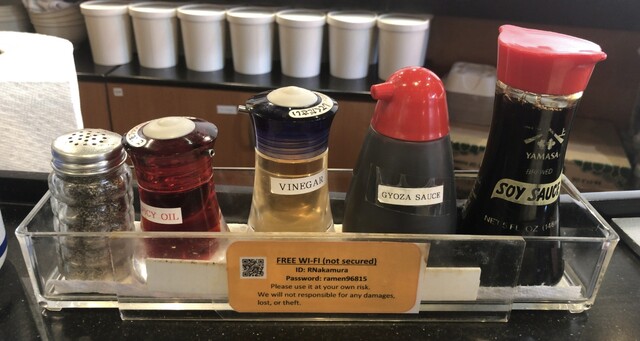 YAMASA
SOY SAUCE
GYOZA SAUCE
VINEGAR
OIL
FREE WI-FI (not secured)
ID: RNakamura
Password: ramen96815
Please use it at your own risk.
We will not responsible for any damages,
lost, or theft.